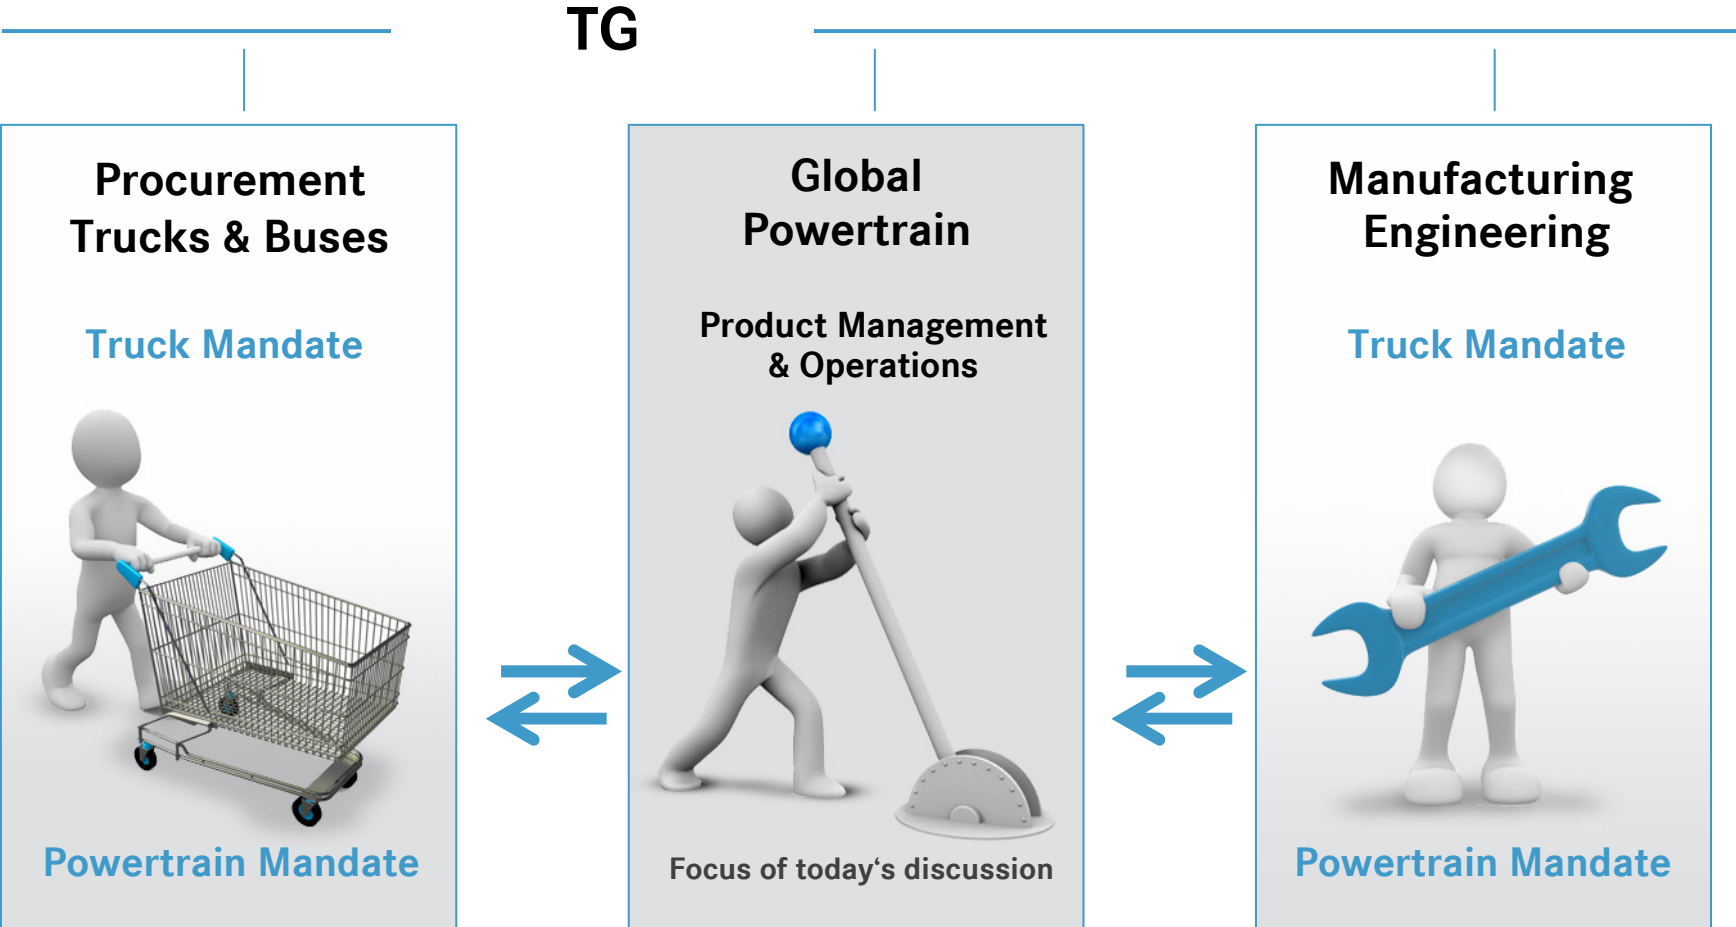 TG
Procurement
Trucks & Buses
Truck Mandate
Powertrain Mandate
Global
Powertrain
Product Management
& Operations
Focus of today‘s discussion
Manufacturing
Engineering
Truck Mandate
Powertrain Mandate